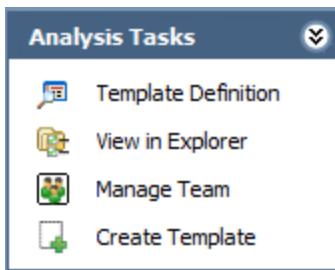 Analysis Tasks
Template Definition
View in Explorer
Manage Team
Create Template